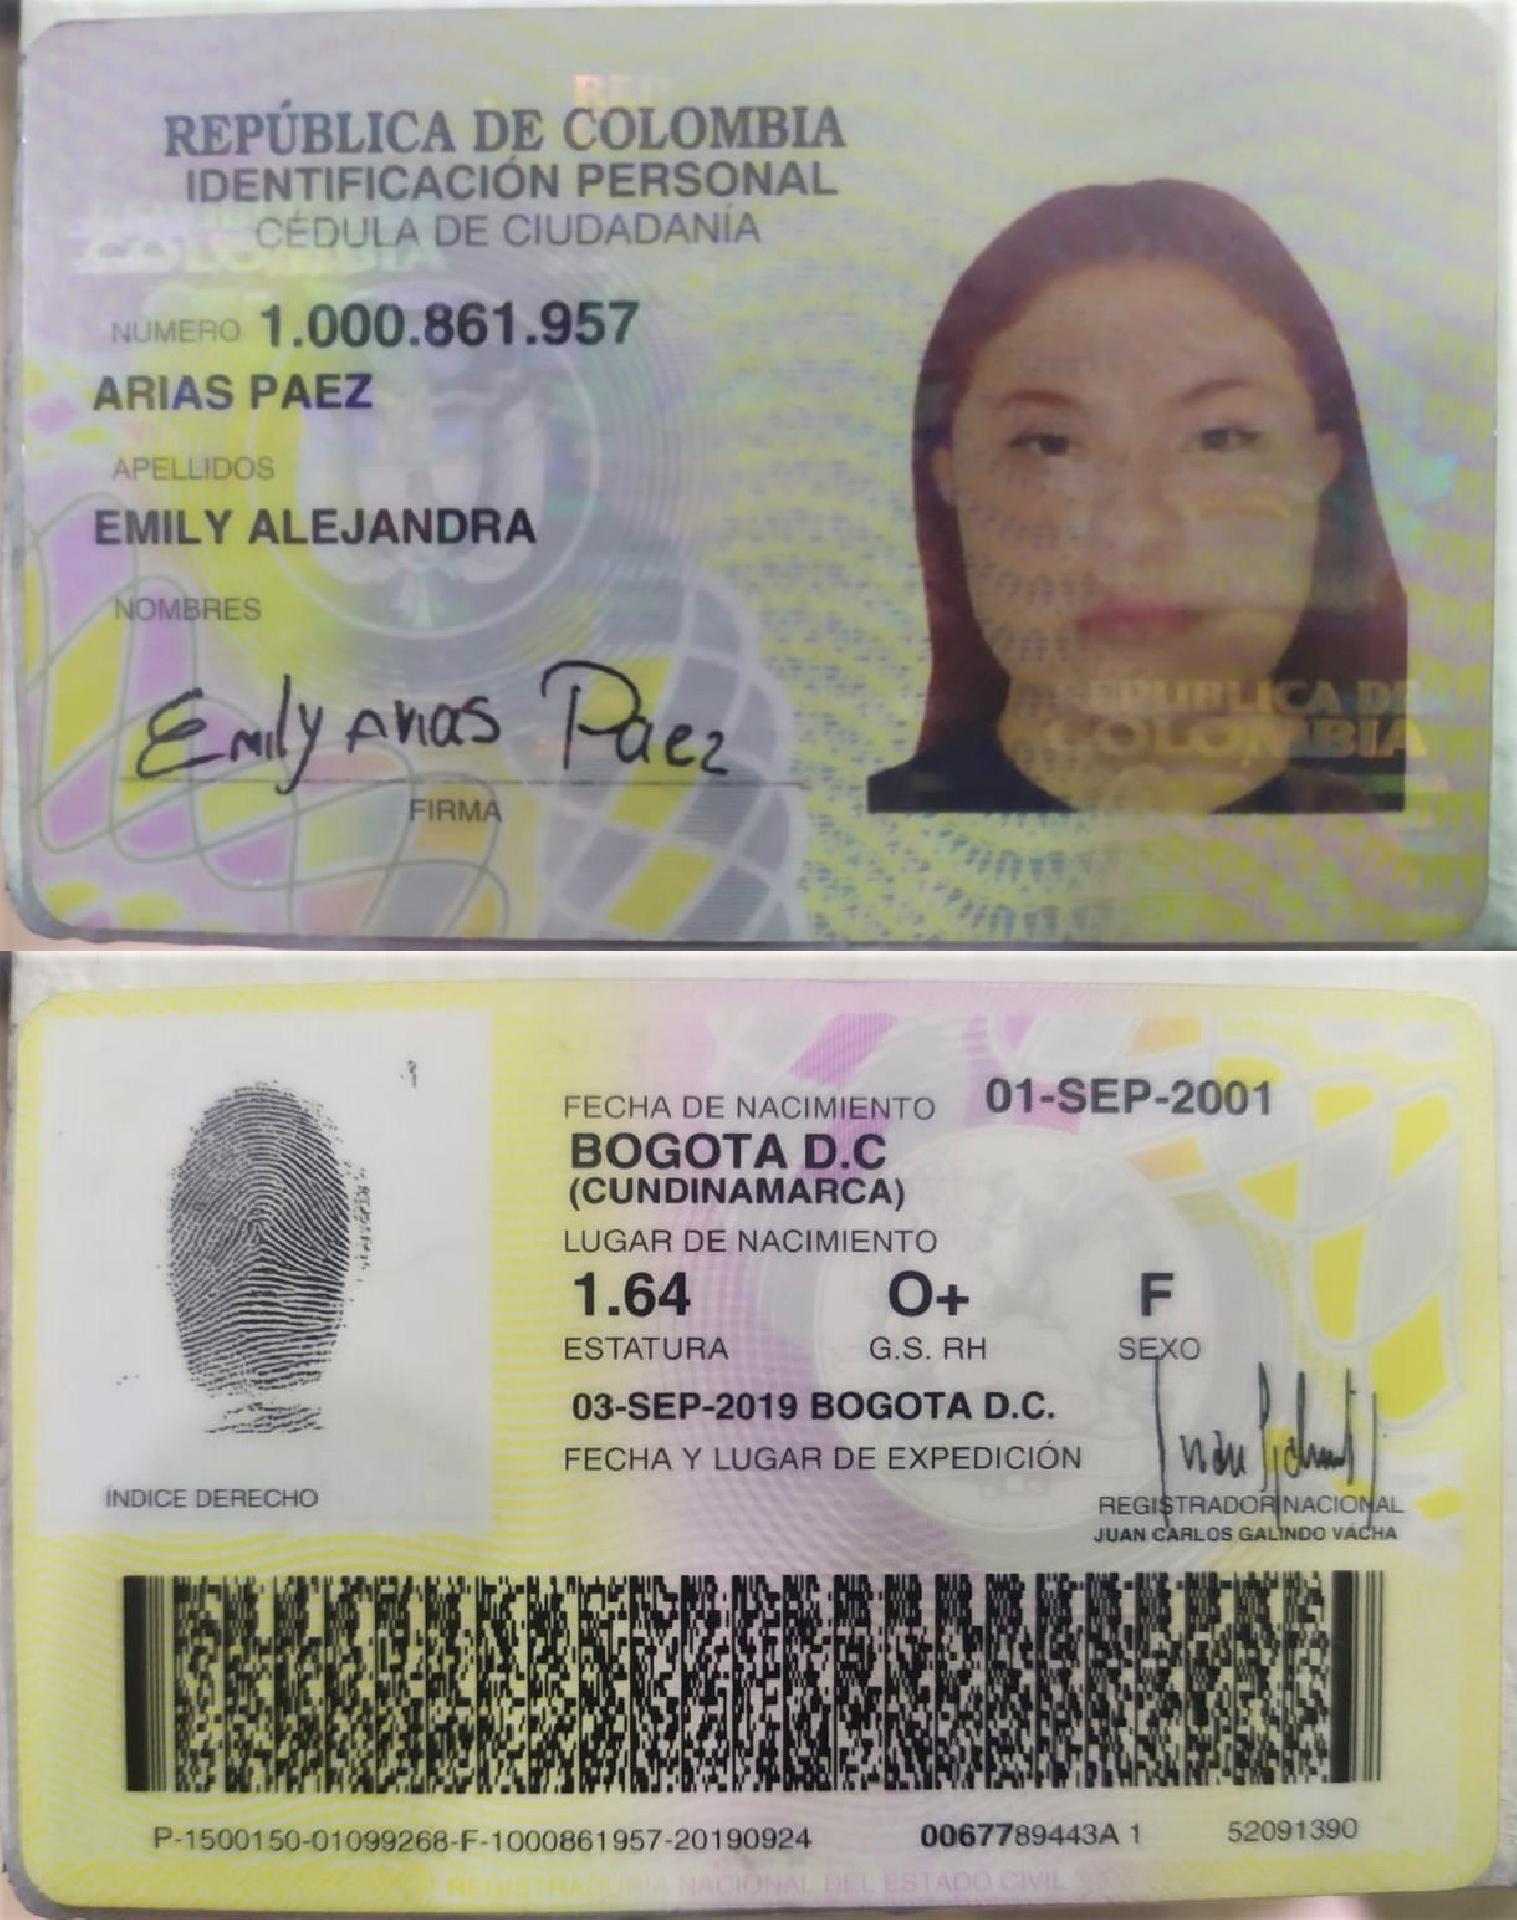 REPÚBLICA DE COLOMBIA
IDENTIFICACIÓN PERSONAL
CÉDULA DE CIUDADANÍA
NUMERO 1.000.861.957
ARIAS PAEZ
APELLIDOS
EMILY ALEJANDRA
NOMBRES
Emily Arias Paez
FIRMA
REPUBLICA DE
COLOMBIA
FECHA DE NACIMIENTO 01-SEP-2001
BOGOTA D.C
(CUNDINAMARCA)
LUGAR DE NACIMIENTO
1.64 O+ F
ESTATURA G.S. RH SEXO
03-SEP-2019 BOGOTA D.C.
FECHA Y LUGAR DE EXPEDICIÓN
ÍNDICE DERECHO
REGISTRADOR NACIONAL
JUAN CARLOS GALINDO VÁCHA
P-1500150-01099268-F-1000861957-20190924 0067789443A 1 52091390
REGISTRADURIA NACIONAL DEL ESTADO CIVIL